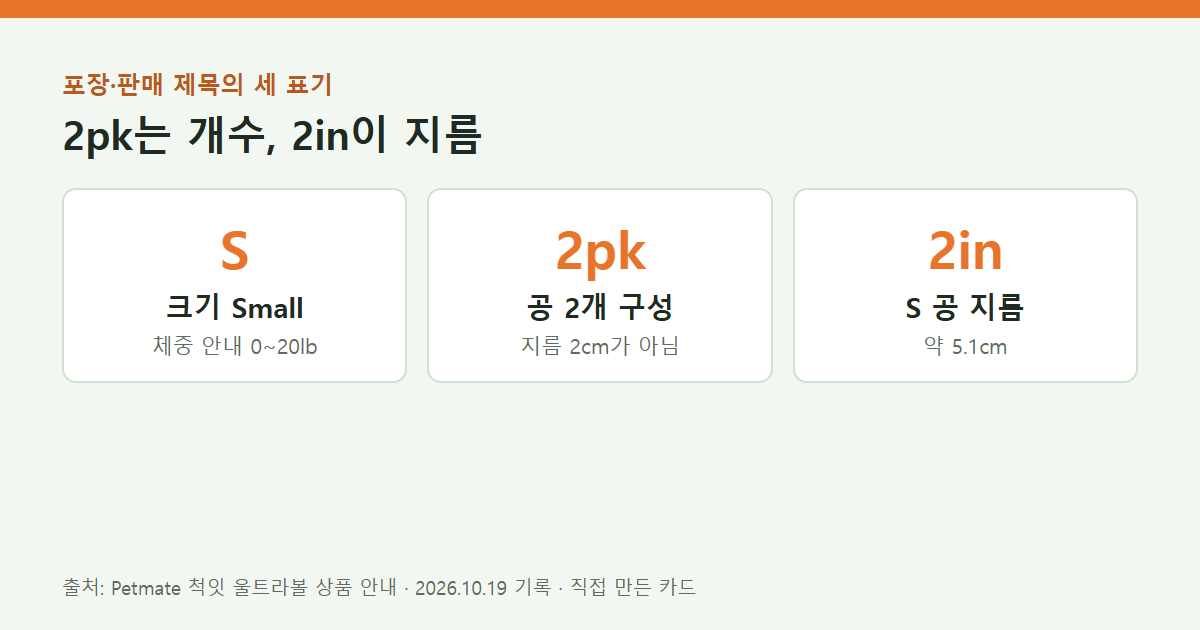 포장·판매 제목의 세 표기
2pk는 개수, 2in이 지름
S
크기 Small
체중 안내 0~20lb
2pk
공 2개 구성
지름 2cm가 아님
2in
S 공 지름
약 5.1cm
출처: Petmate 척잇 울트라볼 상품 안내 · 2026.10.19 기록 · 직접 만든 카드